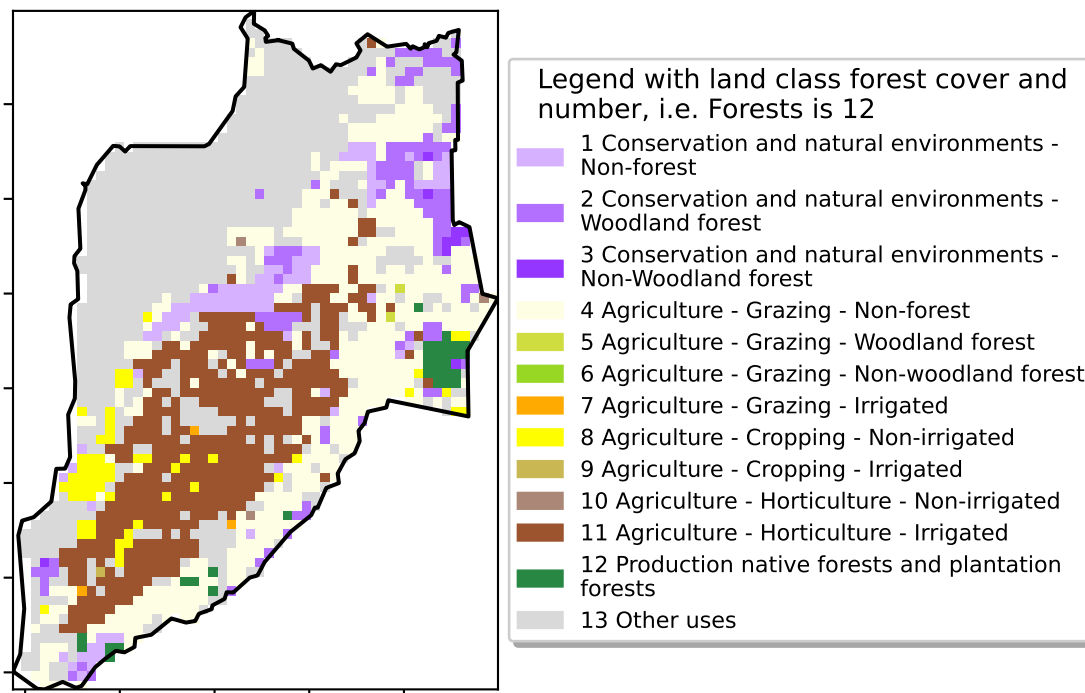 Legend with land class forest cover and
number, i.e. Forests is 12
1 Conservation and natural environments -
Non-forest
2 Conservation and natural environments -
Woodland forest
3 Conservation and natural environments -
Non-Woodland forest
4 Agriculture - Grazing - Non-forest
5 Agriculture - Grazing - Woodland forest
6 Agriculture - Grazing - Non-woodland forest
7 Agriculture - Grazing - Irrigated
8 Agriculture - Cropping - Non-irrigated
9 Agriculture - Cropping - Irrigated
10 Agriculture - Horticulture - Non-irrigated
11 Agriculture - Horticulture - Irrigated
12 Production native forests and plantation
forests
13 Other uses